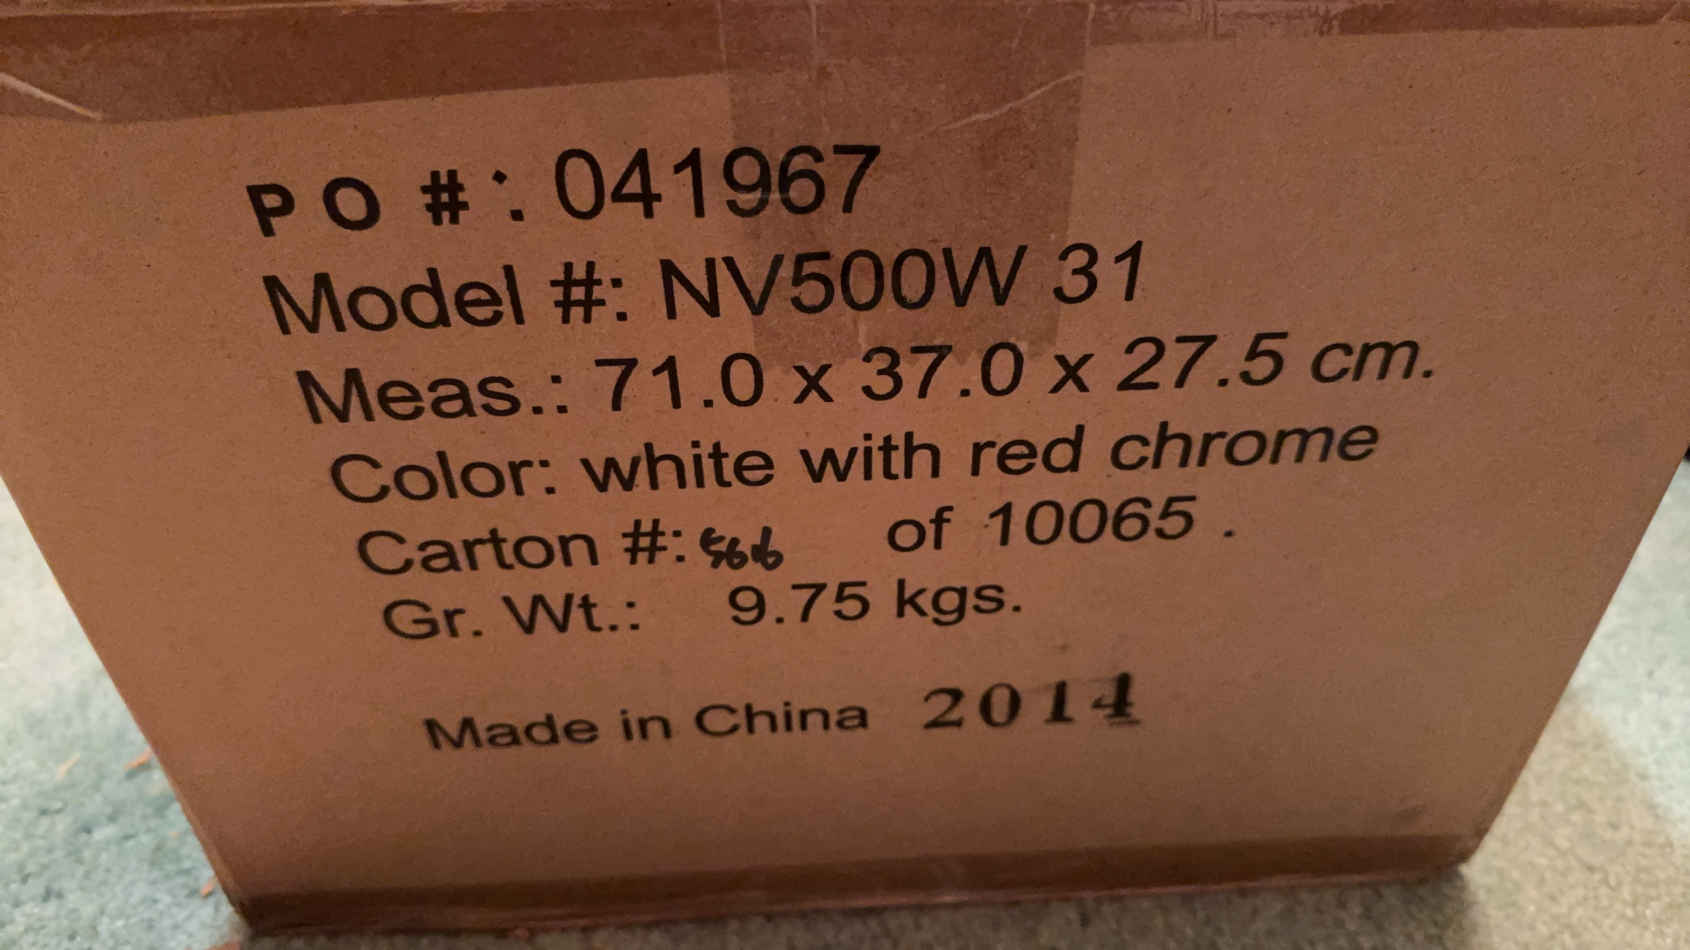 PO #: 041967
Model #: NV500W 31
Meas.: 71.0 x 37.0 x 27.5 cm.
Color: white with red chrome
Carton #: of 10065 .
Gr. Wt.: 9.75 kgs.
Made in China 2014